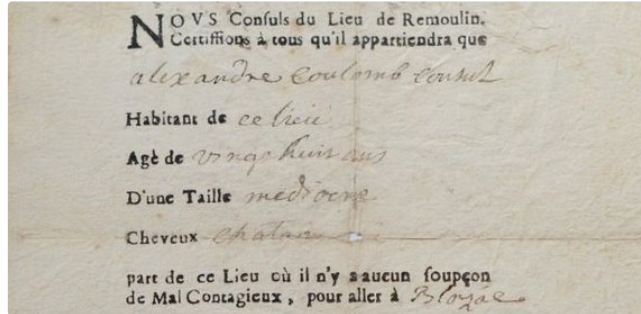 NOVS Conſuls du Lieu de Remoulin.
Certiffions à tous qu'il appartiendra que
alexandre coulomb consul
Habitant de ce lieu
Agè de vingt huit ans
D'une Taille mediocre
Cheveux chatain
part de ce Lieu où il n'y a aucun ſoupçon
de Mal Contagieux, pour aller à